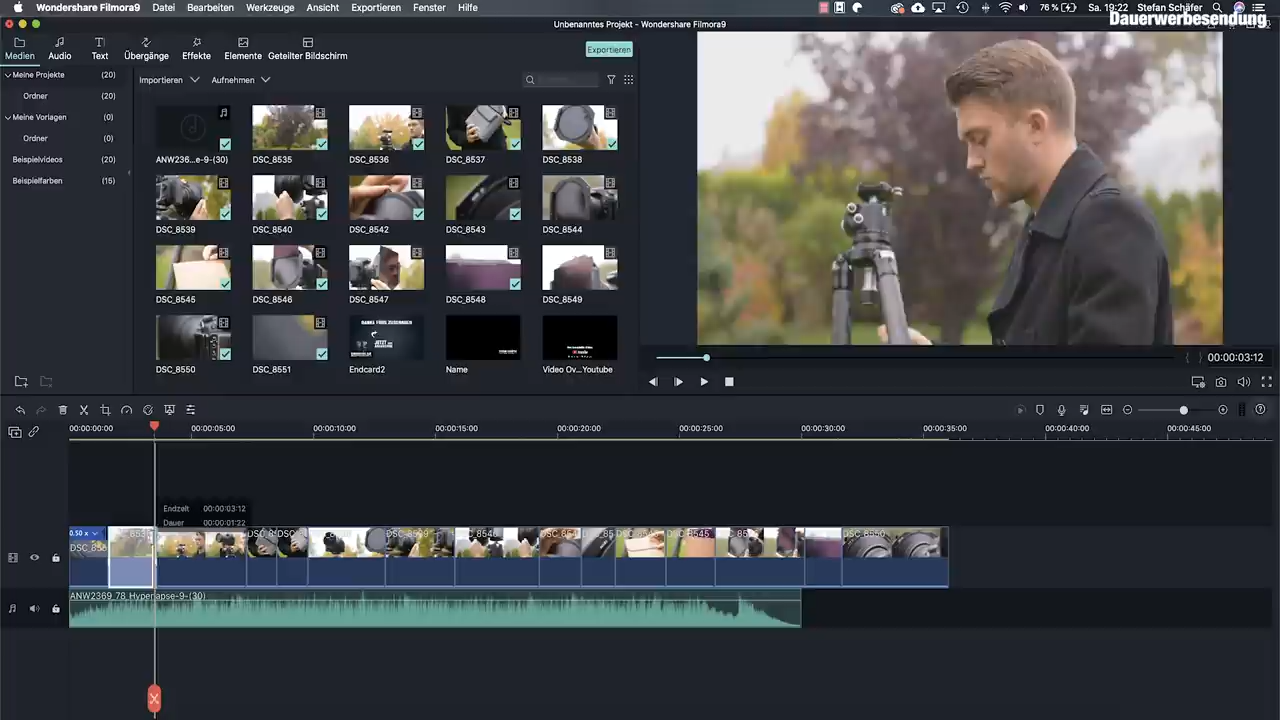 Wondershare Filmora9 Datei Bearbeiten Werkzeuge Ansicht Exportieren Fenster Hilfe 76 % Sa. 19:22 Stefan Schäfer
Dauerwerbesendung
Unbenanntes Projekt - Wondershare Filmora9
Medien Audio Text Übergänge Effekte Elemente Geteilter Bildschirm Exportieren
Meine Projekte (20)
Ordner (20)
Meine Vorlagen (0)
Ordner (0)
Beispielvideos (20)
Beispielfarben (15)
Importieren Aufnehmen
ANW236...e-9-(30) DSC_8535 DSC_8536 DSC_8537 DSC_8538
DSC_8539 DSC_8540 DSC_8542 DSC_8543 DSC_8544
DSC_8545 DSC_8546 DSC_8547 DSC_8548 DSC_8549
DSC_8550 DSC_8551 Endcard2 Name Video Ov...Youtube
00:00:03:12
00:00:00:00 00:00:05:00 00:00:10:00 00:00:15:00 00:00:20:00 00:00:25:00 00:00:30:00 00:00:35:00 00:00:40:00 00:00:45:00
Endzeit 00:00:03:12
Dauer 00:00:01:22
0.50 x
ANW2369_78_Hyperlapse-9-(30)